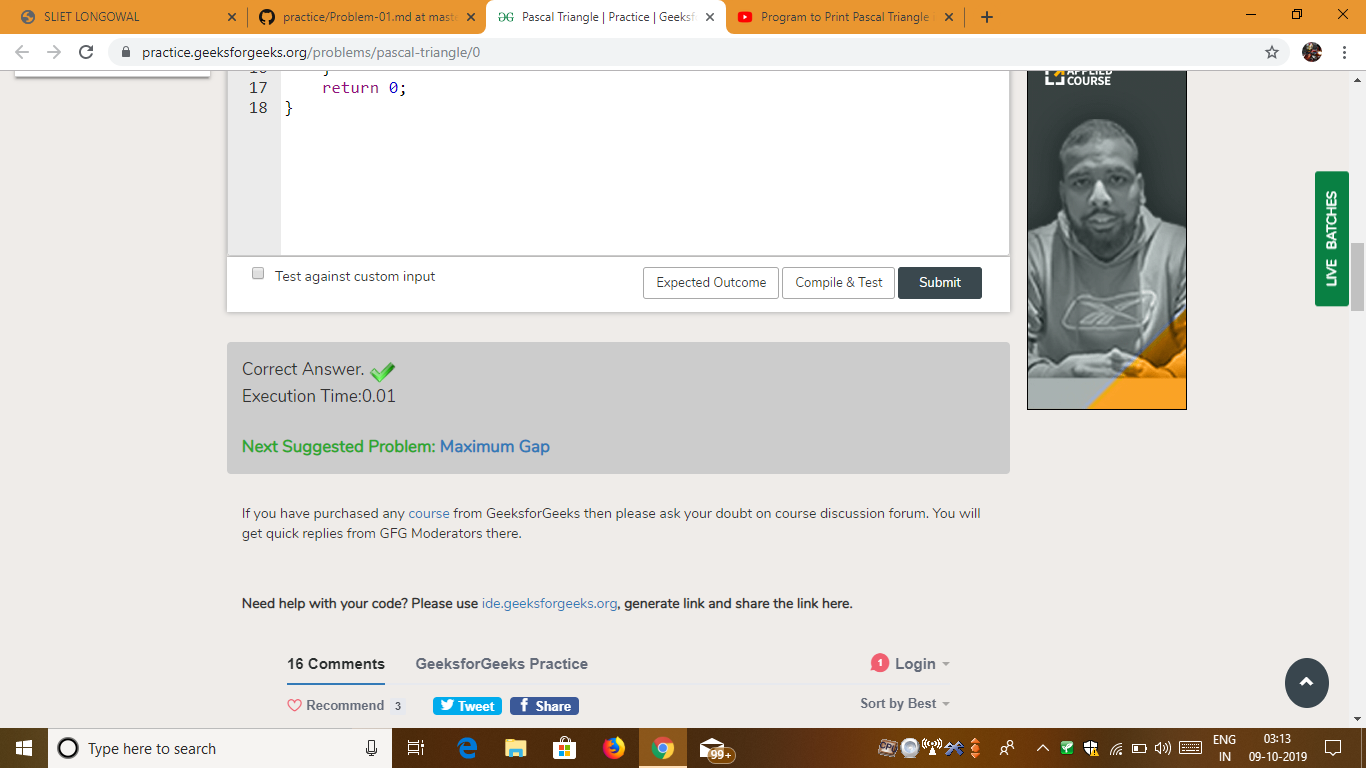 SLIET LONGOWAL
practice/Problem-01.md at mast
Pascal Triangle | Practice | Geeksf
Program to Print Pascal Triangle
practice.geeksforgeeks.org/problems/pascal-triangle/0
16 }
17 return 0;
18 }
APPLIED
COURSE
LIVE BATCHES
Test against custom input
Expected Outcome
Compile & Test
Submit
Correct Answer.
Execution Time:0.01
Next Suggested Problem: Maximum Gap
If you have purchased any course from GeeksforGeeks then please ask your doubt on course discussion forum. You will
get quick replies from GFG Moderators there.
Need help with your code? Please use ide.geeksforgeeks.org, generate link and share the link here.
16 Comments
GeeksforGeeks Practice
1
Login
Recommend 3
Tweet
Share
Sort by Best
Type here to search
99+
ENG
IN
03:13
09-10-2019